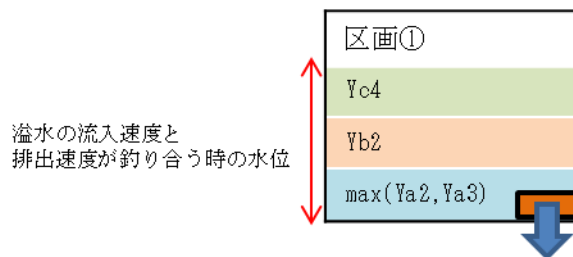 区画①
Yc4
Yb2
max(Ya2,Ya3)
溢水の流入速度と
排出速度が釣り合う時の水位